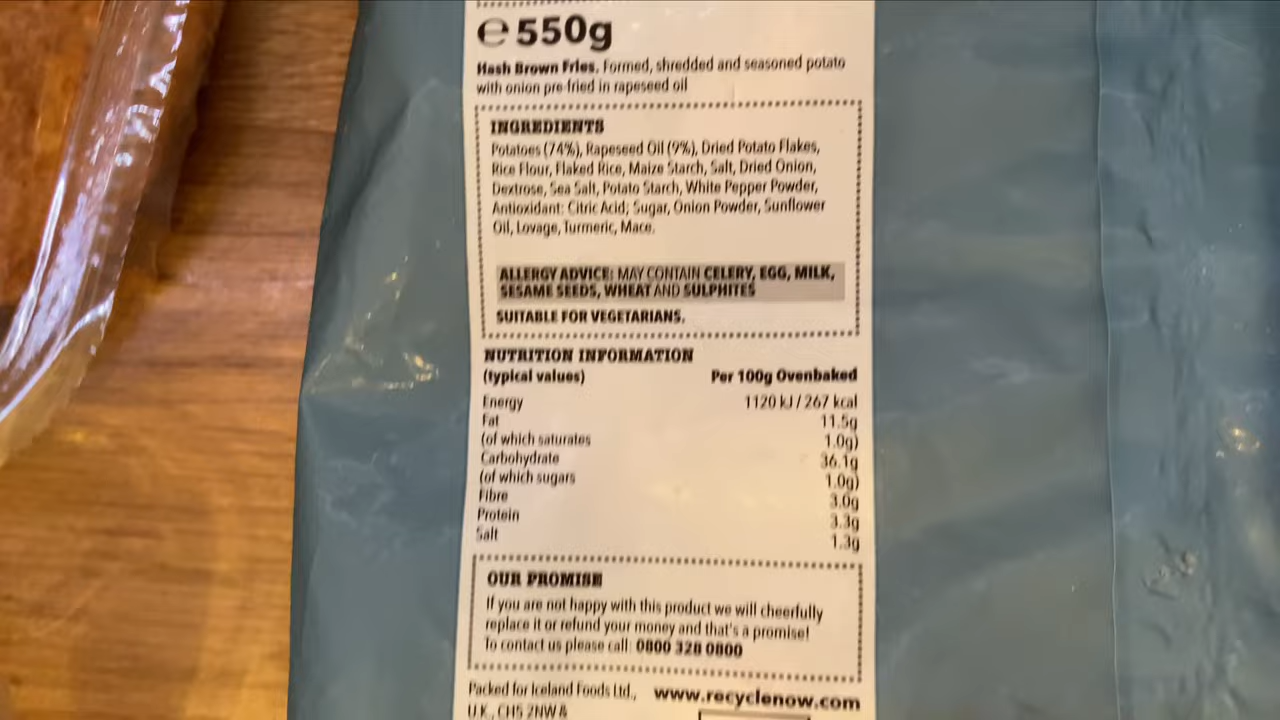 ℮ 550g
Hash Brown Fries. Formed, shredded and seasoned potato
with onion pre-fried in rapeseed oil
INGREDIENTS
Potatoes (74%), Rapeseed Oil (9%), Dried Potato Flakes,
Rice Flour, Flaked Rice, Maize Starch, Salt, Dried Onion,
Dextrose, Sea Salt, Potato Starch, White Pepper Powder,
Antioxidant: Citric Acid; Sugar, Onion Powder, Sunflower
Oil, Lovage, Turmeric, Mace.
ALLERGY ADVICE: MAY CONTAIN CELERY, EGG, MILK,
SESAME SEEDS, WHEAT AND SULPHITES
SUITABLE FOR VEGETARIANS.
NUTRITION INFORMATION
(typical values) Per 100g Ovenbaked
Energy 1120 kJ / 267 kcal
Fat 11.5g
(of which saturates 1.0g)
Carbohydrate 36.1g
(of which sugars 1.0g)
Fibre 3.0g
Protein 3.3g
Salt 1.3g
OUR PROMISE
If you are not happy with this product we will cheerfully
replace it or refund your money and that's a promise!
To contact us please call: 0800 328 0800
Packed for Iceland Foods Ltd., www.recyclenow.com
U.K., CH5 2NW &